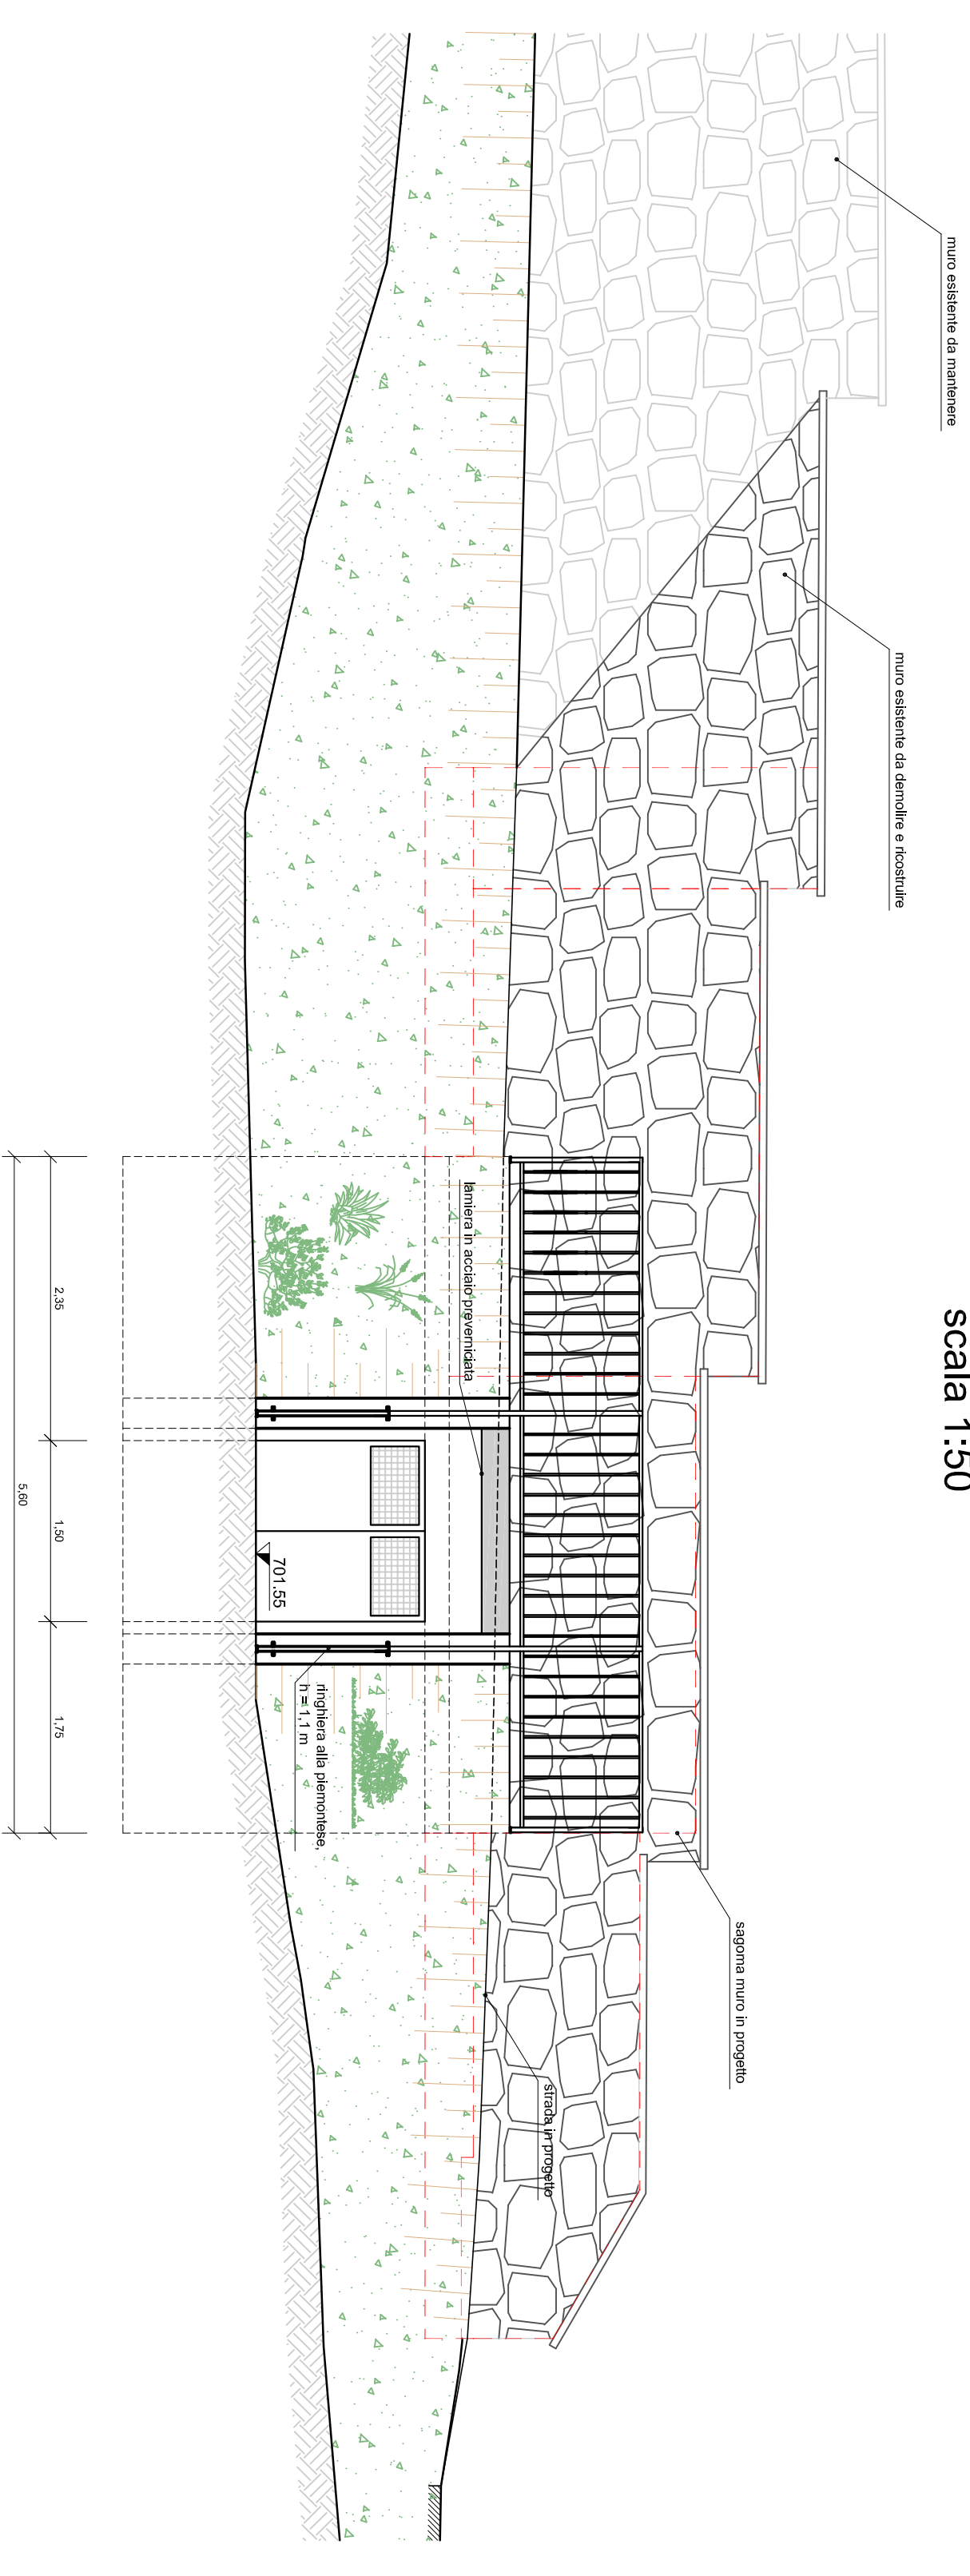 scala 1:50
muro esistente da mantenere
muro esistente da demolire e ricostruire
sagoma muro in progetto
strada in progetto
lamiera in acciaio preverniciata
701.55
ringhiera alla piemontese,
h = 1,1 m
2,35
1,50
1,75
5,60